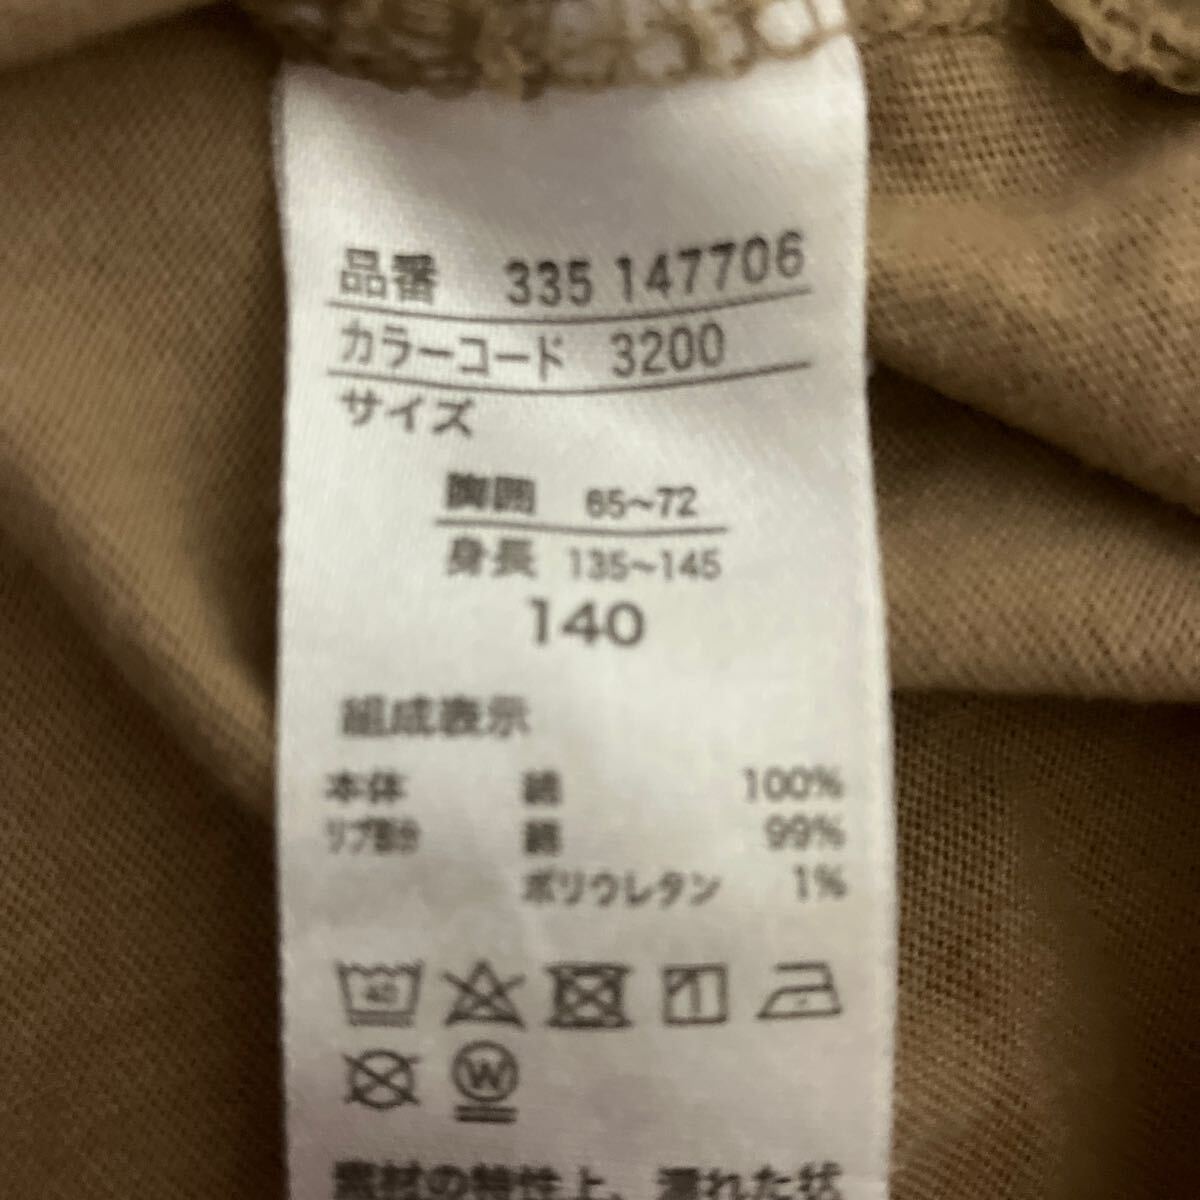 品番 335 147706
カラーコード 3200
サイズ
胸囲 65~72
身長 135~145
140
組成表示
本体 綿 100%
リブ部分 綿 99%
ポリウレタン 1%
40
W
素材の特性上、濡れた状